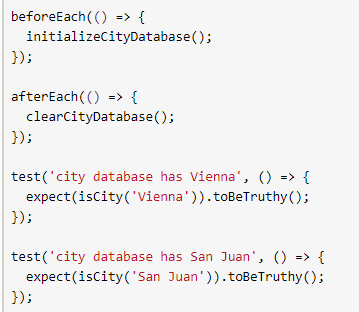 beforeEach(() => {
  initializeCityDatabase();
});

afterEach(() => {
  clearCityDatabase();
});

test('city database has Vienna', () => {
  expect(isCity('Vienna')).toBeTruthy();
});

test('city database has San Juan', () => {
  expect(isCity('San Juan')).toBeTruthy();
});